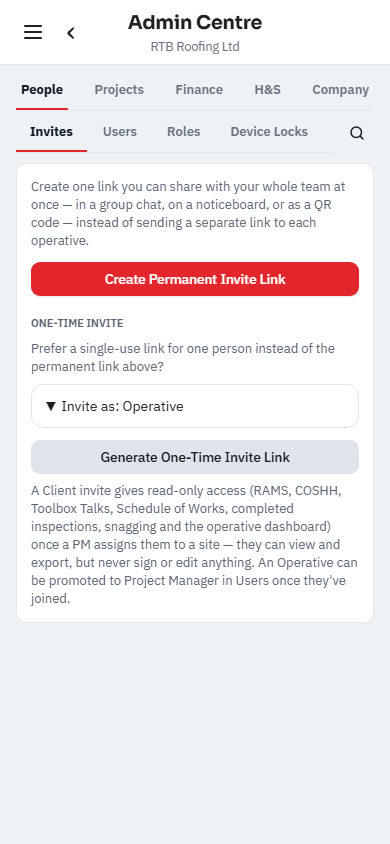 Admin Centre
RTB Roofing Ltd
People Projects Finance H&S Company
Invites Users Roles Device Locks
Create one link you can share with your whole team at
once — in a group chat, on a noticeboard, or as a QR
code — instead of sending a separate link to each
operative.
Create Permanent Invite Link
ONE-TIME INVITE
Prefer a single-use link for one person instead of the
permanent link above?
▼ Invite as: Operative
Generate One-Time Invite Link
A Client invite gives read-only access (RAMS, COSHH,
Toolbox Talks, Schedule of Works, completed
inspections, snagging and the operative dashboard)
once a PM assigns them to a site — they can view and
export, but never sign or edit anything. An Operative can
be promoted to Project Manager in Users once they've
joined.